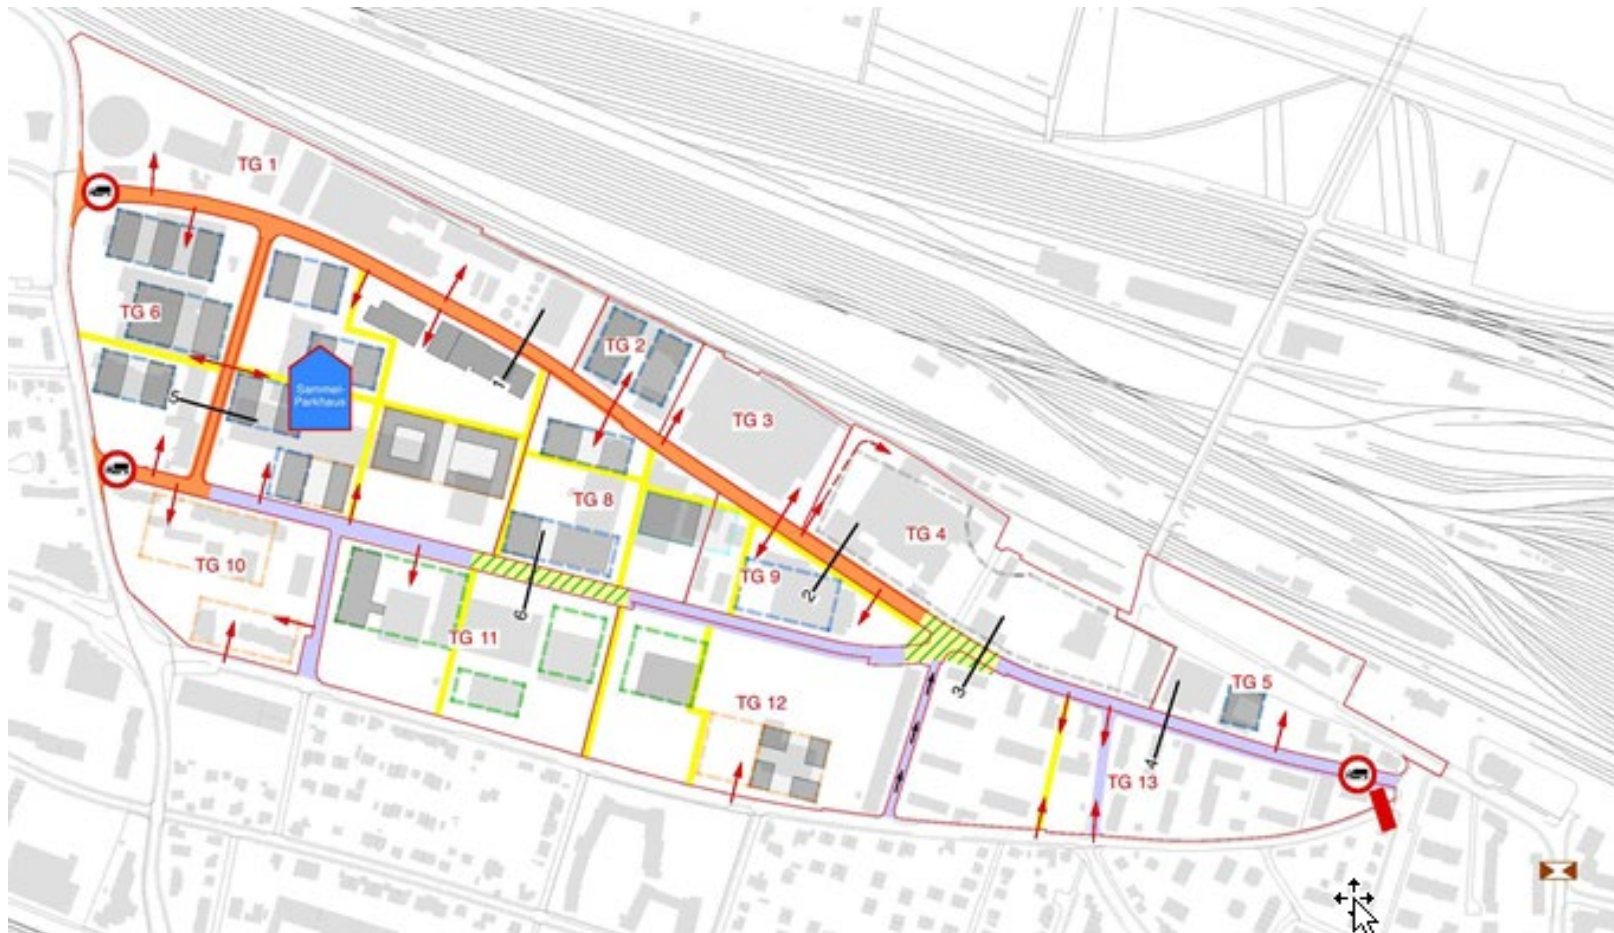 TG 1
TG 6
TG 2
1
Sammel-
Parkhaus
5
TG 3
TG 8
TG 4
TG 10
TG 9
2
6
TG 11
3
TG 12
TG 5
4
TG 13